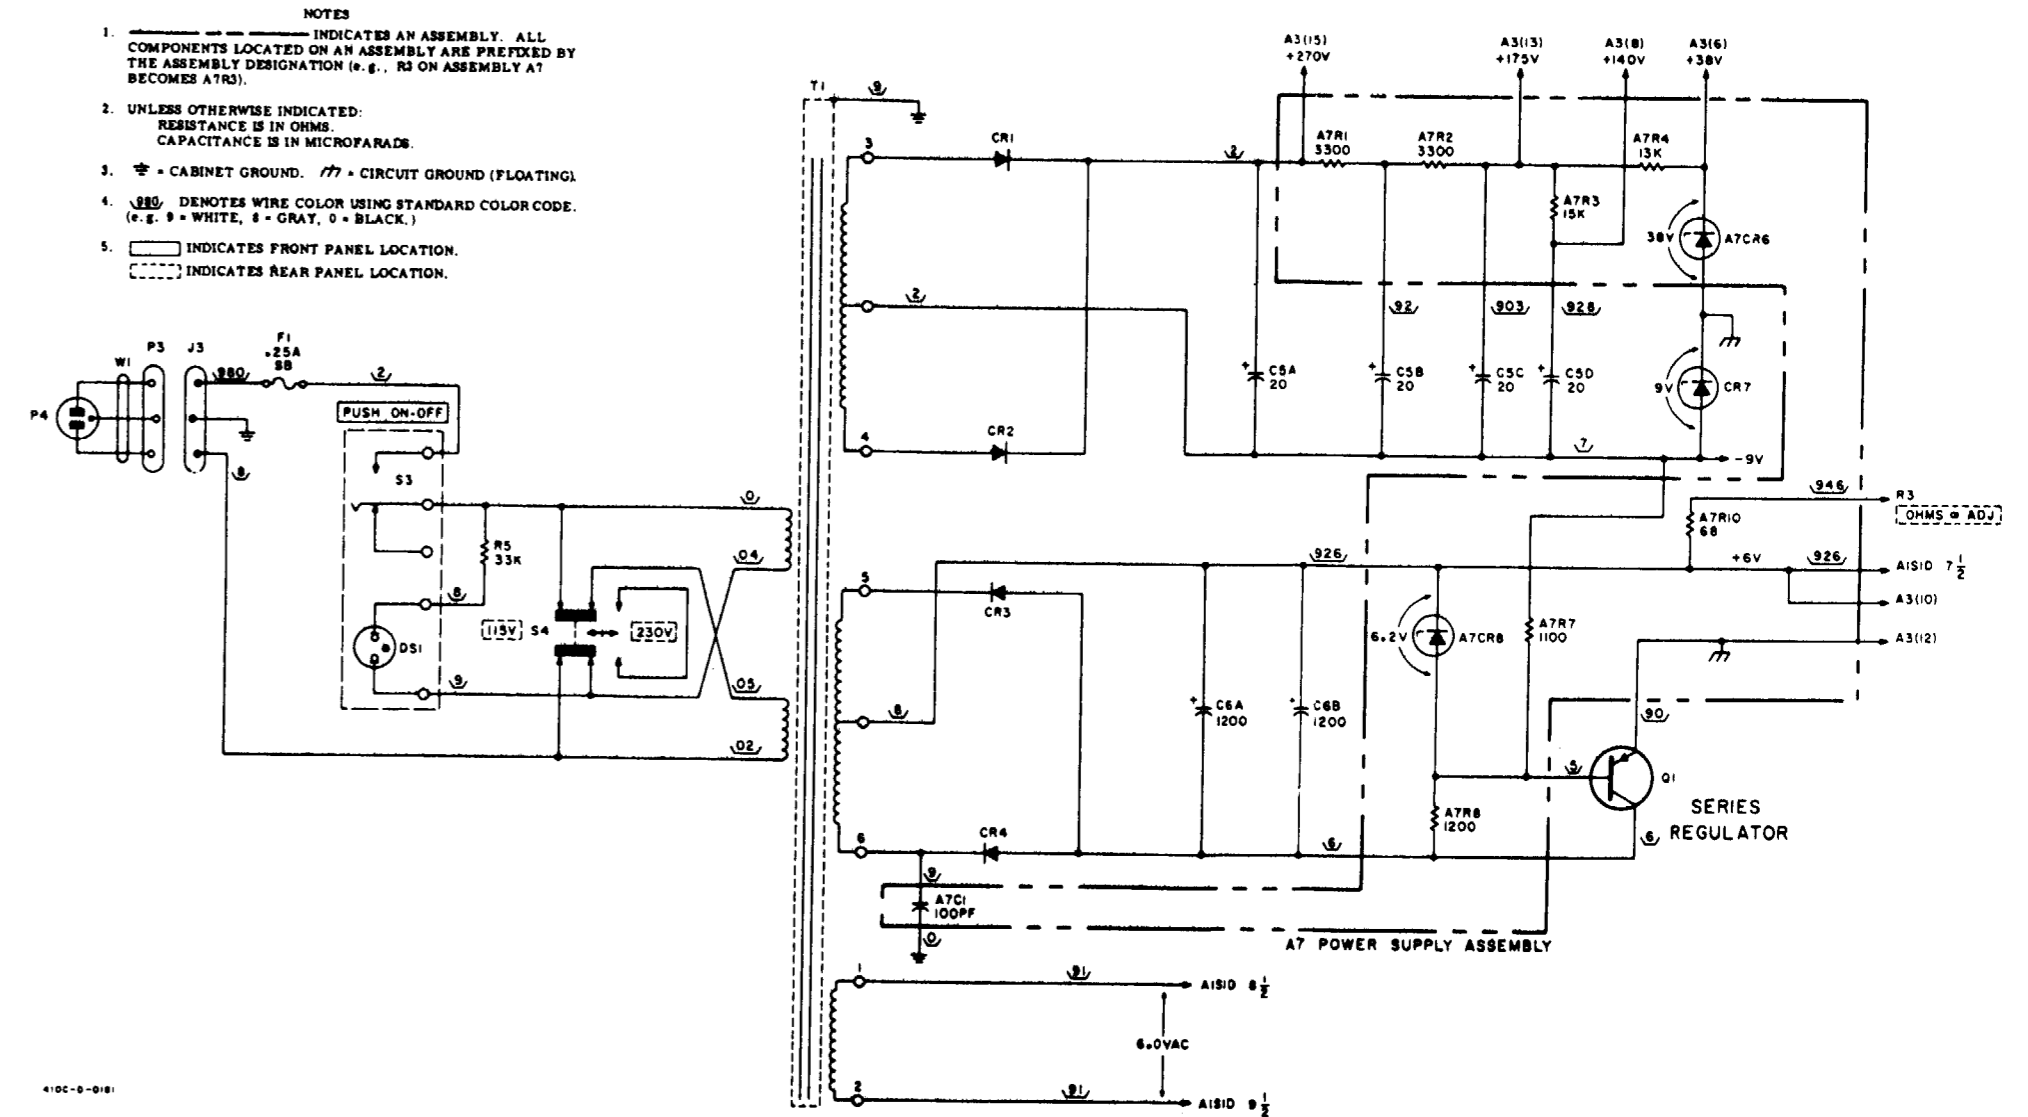 NOTES
1. INDICATES AN ASSEMBLY. ALL
COMPONENTS LOCATED ON AN ASSEMBLY ARE PREFIXED BY
THE ASSEMBLY DESIGNATION (e.g., R3 ON ASSEMBLY A7
BECOMES A7R3).
2. UNLESS OTHERWISE INDICATED:
RESISTANCE IS IN OHMS.
CAPACITANCE IS IN MICROFARADS.
3. = CABINET GROUND. = CIRCUIT GROUND (FLOATING).
4. 980 DENOTES WIRE COLOR USING STANDARD COLOR CODE.
(e.g. 9 = WHITE, 8 = GRAY, 0 = BLACK.)
5. INDICATES FRONT PANEL LOCATION.
INDICATES REAR PANEL LOCATION.
P4
W1
P3
J3
980
F1
.25A
SB
2
8
PUSH ON-OFF
S3
R5
33K
8
DS1
9
115V
S4
230V
0
04
05
02
T1
9
3
2
4
CR1
CR2
2
A3(15)
+270V
A3(13)
+175V
A3(8)
+140V
A3(6)
+38V
A7R1
3300
A7R2
3300
A7R4
13K
A7R3
15K
38V
A7CR6
92
903
928
C5A
20
C5B
20
C5C
20
C5D
20
9V
CR7
7
-9V
946
R3
OHMS ∞ ADJ
A7R10
68
926
+6V
926
A1S1D 7 1/2
A3(10)
A3(12)
5
8
6
CR3
CR4
C6A
1200
C6B
1200
6.2V
A7CR8
A7R7
1100
A7R8
1200
90
5
Q1
6
SERIES
REGULATOR
6
9
A7C1
100PF
0
A7 POWER SUPPLY ASSEMBLY
1
91
A1S1D 8 1/2
6.0VAC
2
91
A1S1D 9 1/2
410C-D-0181